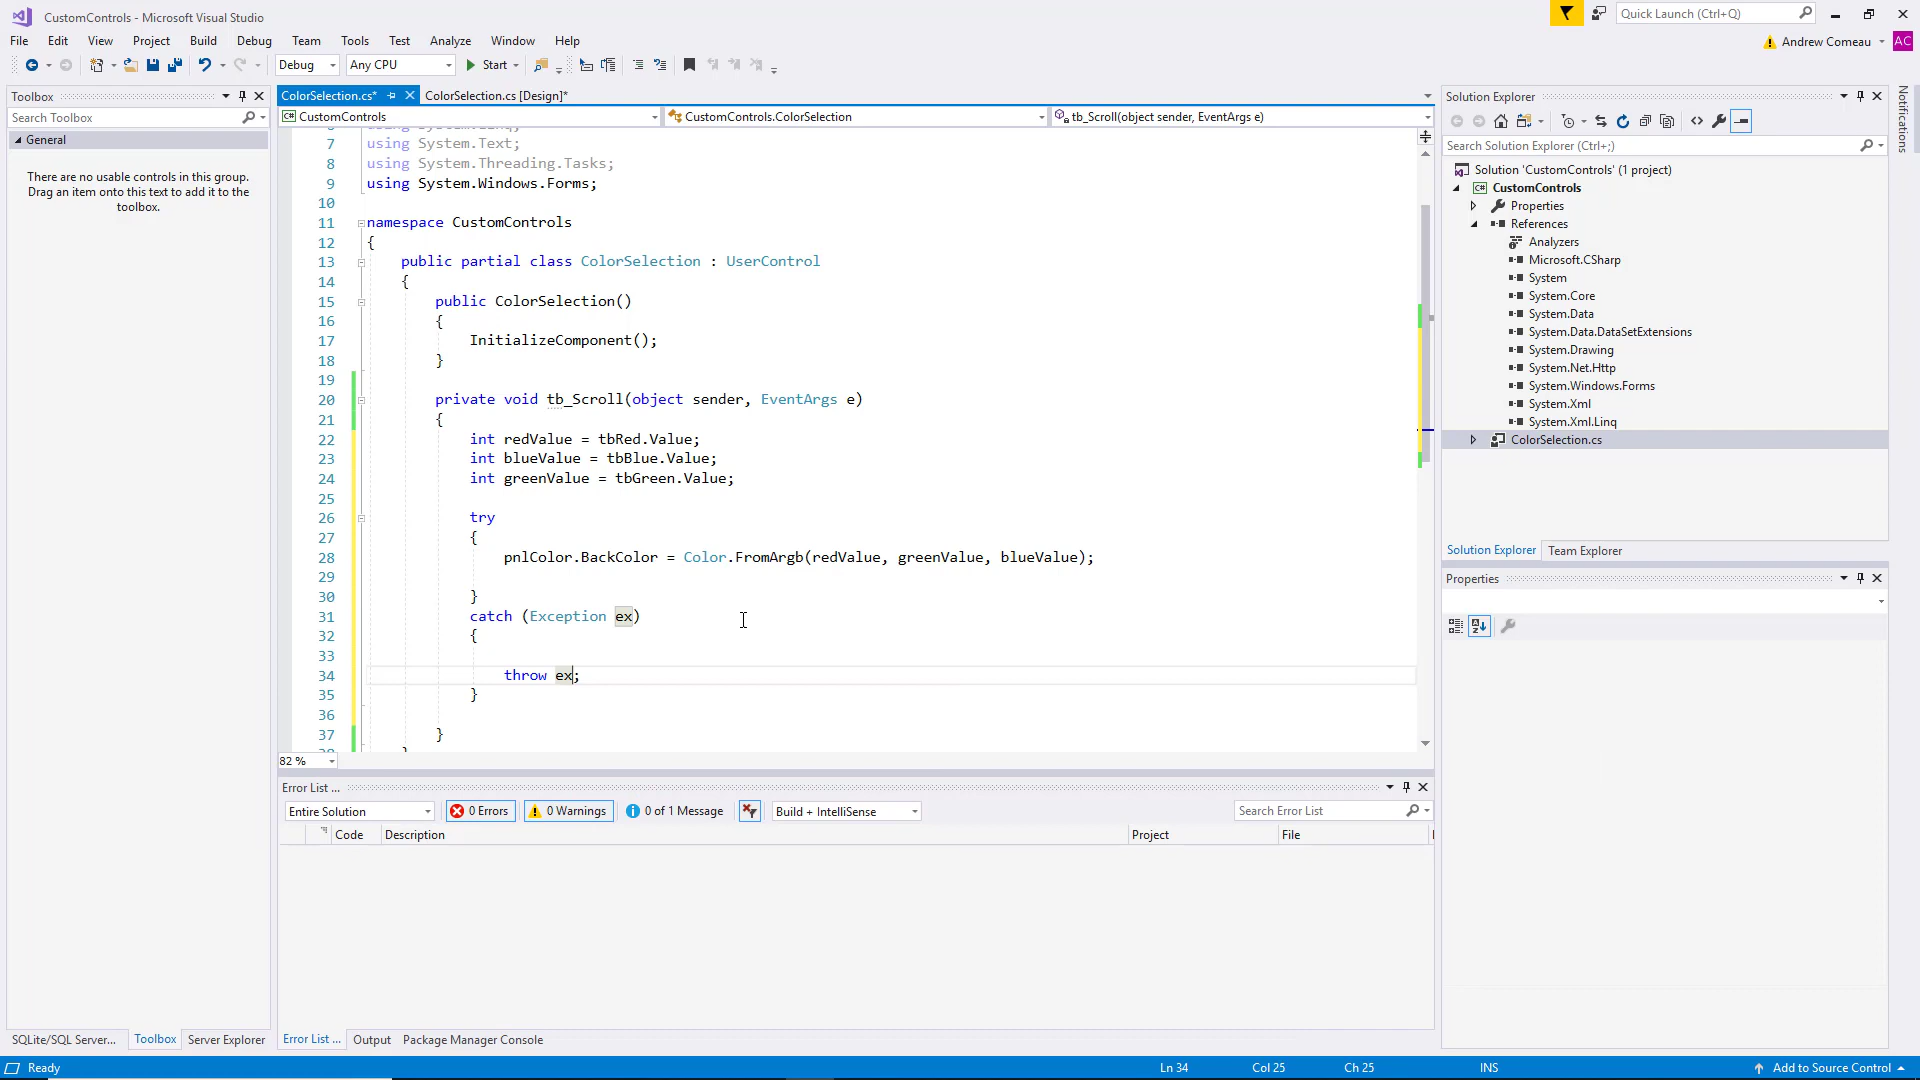 CustomControls - Microsoft Visual Studio
Quick Launch (Ctrl+Q)
File Edit View Project Build Debug Team Tools Test Analyze Window Help
Andrew Comeau AC
Debug Any CPU Start
Toolbox
Search Toolbox
General
There are no usable controls in this group.
Drag an item onto this text to add it to the
toolbox.
ColorSelection.cs* ColorSelection.cs [Design]*
CustomControls CustomControls.ColorSelection tb_Scroll(object sender, EventArgs e)
6 using System.Linq;
7 using System.Text;
8 using System.Threading.Tasks;
9 using System.Windows.Forms;
10
11 namespace CustomControls
12 {
13 public partial class ColorSelection : UserControl
14 {
15 public ColorSelection()
16 {
17 InitializeComponent();
18 }
19
20 private void tb_Scroll(object sender, EventArgs e)
21 {
22 int redValue = tbRed.Value;
23 int blueValue = tbBlue.Value;
24 int greenValue = tbGreen.Value;
25
26 try
27 {
28 pnlColor.BackColor = Color.FromArgb(redValue, greenValue, blueValue);
29
30 }
31 catch (Exception ex)
32 {
33
34 throw ex;
35 }
36
37 }
38 }
82 %
Error List ...
Entire Solution 0 Errors 0 Warnings 0 of 1 Message Build + IntelliSense Search Error List
Code Description Project File
SQLite/SQL Server... Toolbox Server Explorer Error List ... Output Package Manager Console
Solution Explorer
Search Solution Explorer (Ctrl+;)
Solution 'CustomControls' (1 project)
CustomControls
Properties
References
Analyzers
Microsoft.CSharp
System
System.Core
System.Data
System.Data.DataSetExtensions
System.Drawing
System.Net.Http
System.Windows.Forms
System.Xml
System.Xml.Linq
ColorSelection.cs
Solution Explorer Team Explorer
Properties
Notifications
Ready Ln 34 Col 25 Ch 25 INS Add to Source Control